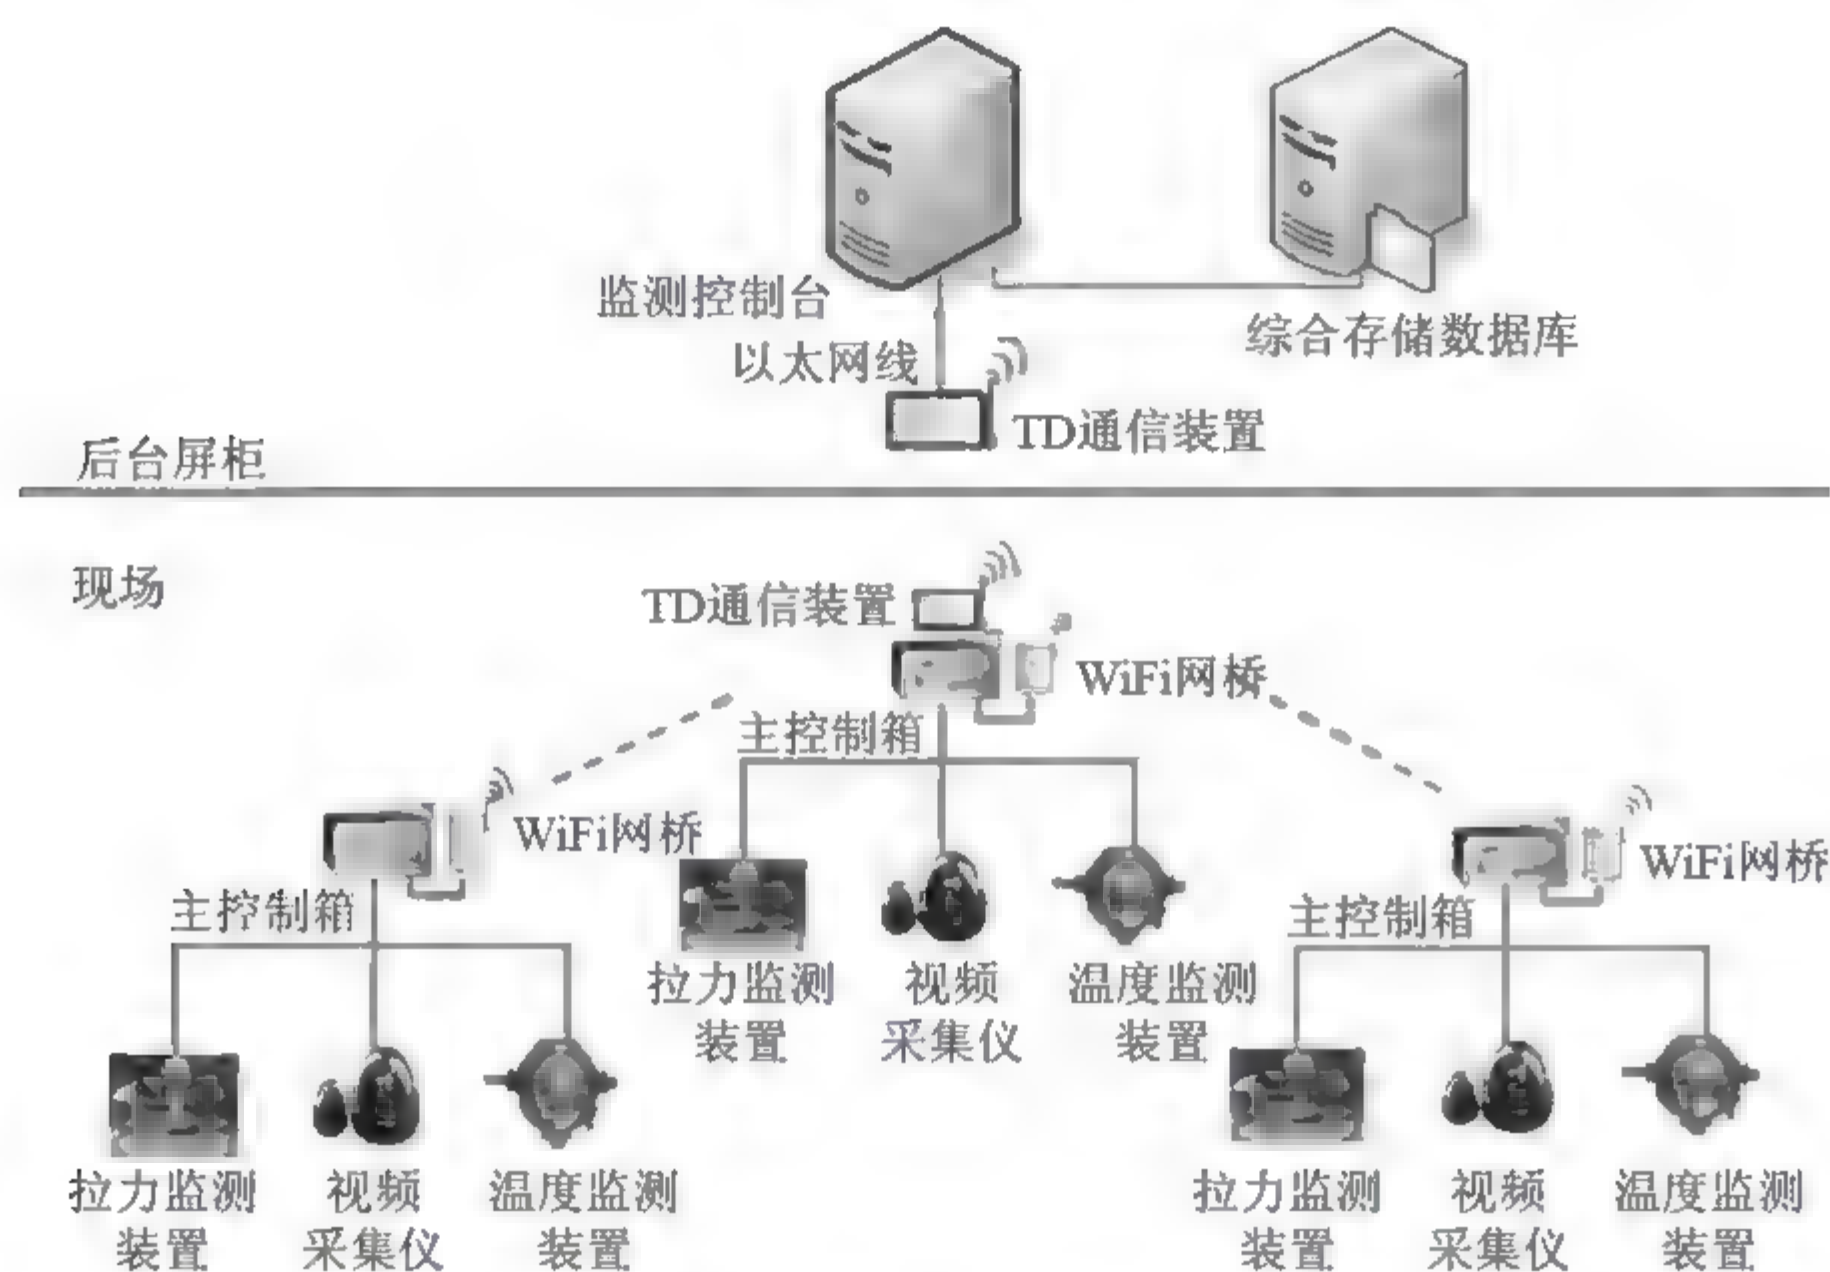 监测控制台
综合存储数据库
以太网线
TD通信装置
后台屏柜
现场
TD通信装置
WiFi网桥
主控制箱
WiFi网桥
WiFi网桥
主控制箱
主控制箱
拉力监测
装置
视频
采集仪
温度监测
装置
拉力监测
装置
视频
采集仪
温度监测
装置
拉力监测
装置
视频
采集仪
温度监测
装置